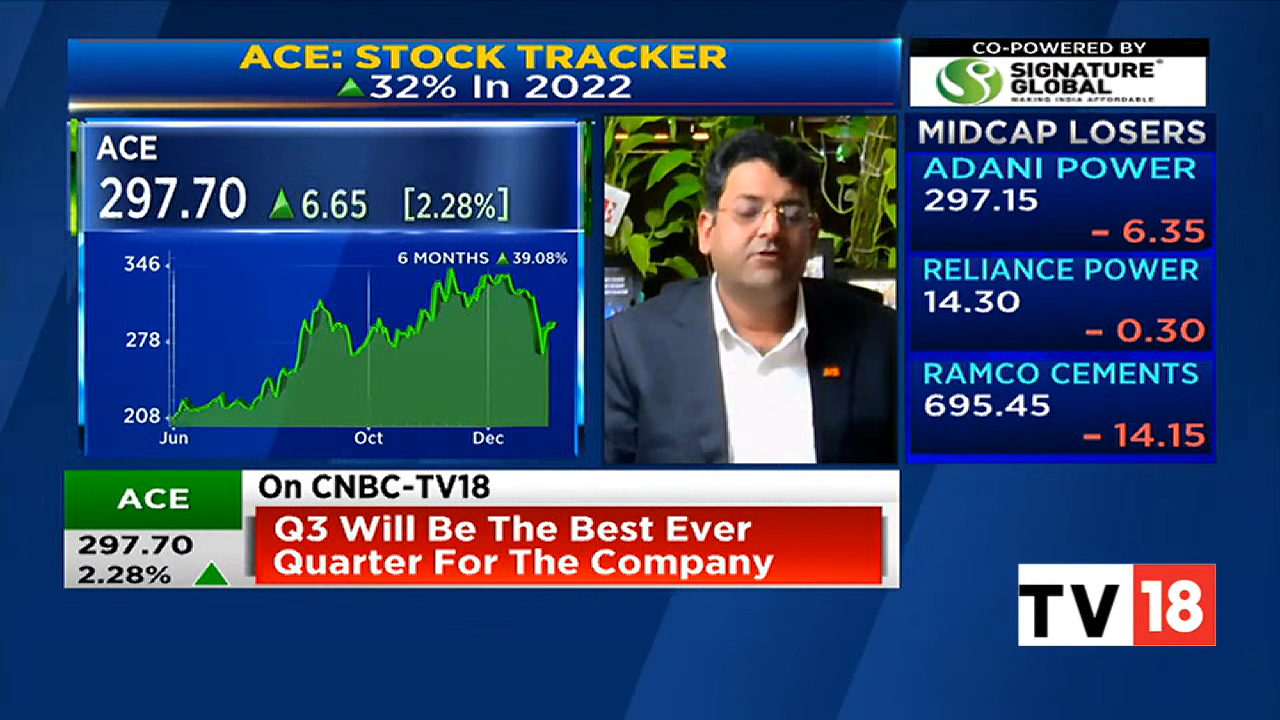 ACE: STOCK TRACKER
▲32% In 2022
CO-POWERED BY
SIGNATURE
GLOBAL
MAKING INDIA AFFORDABLE
ACE
297.70 ▲ 6.65 [2.28%]
6 MONTHS ▲ 39.08%
346
278
208
Jun Oct Dec
MIDCAP LOSERS
ADANI POWER
297.15
- 6.35
RELIANCE POWER
14.30
- 0.30
RAMCO CEMENTS
695.45
- 14.15
ACE
297.70
2.28% ▲
On CNBC-TV18
Q3 Will Be The Best Ever
Quarter For The Company
TV18